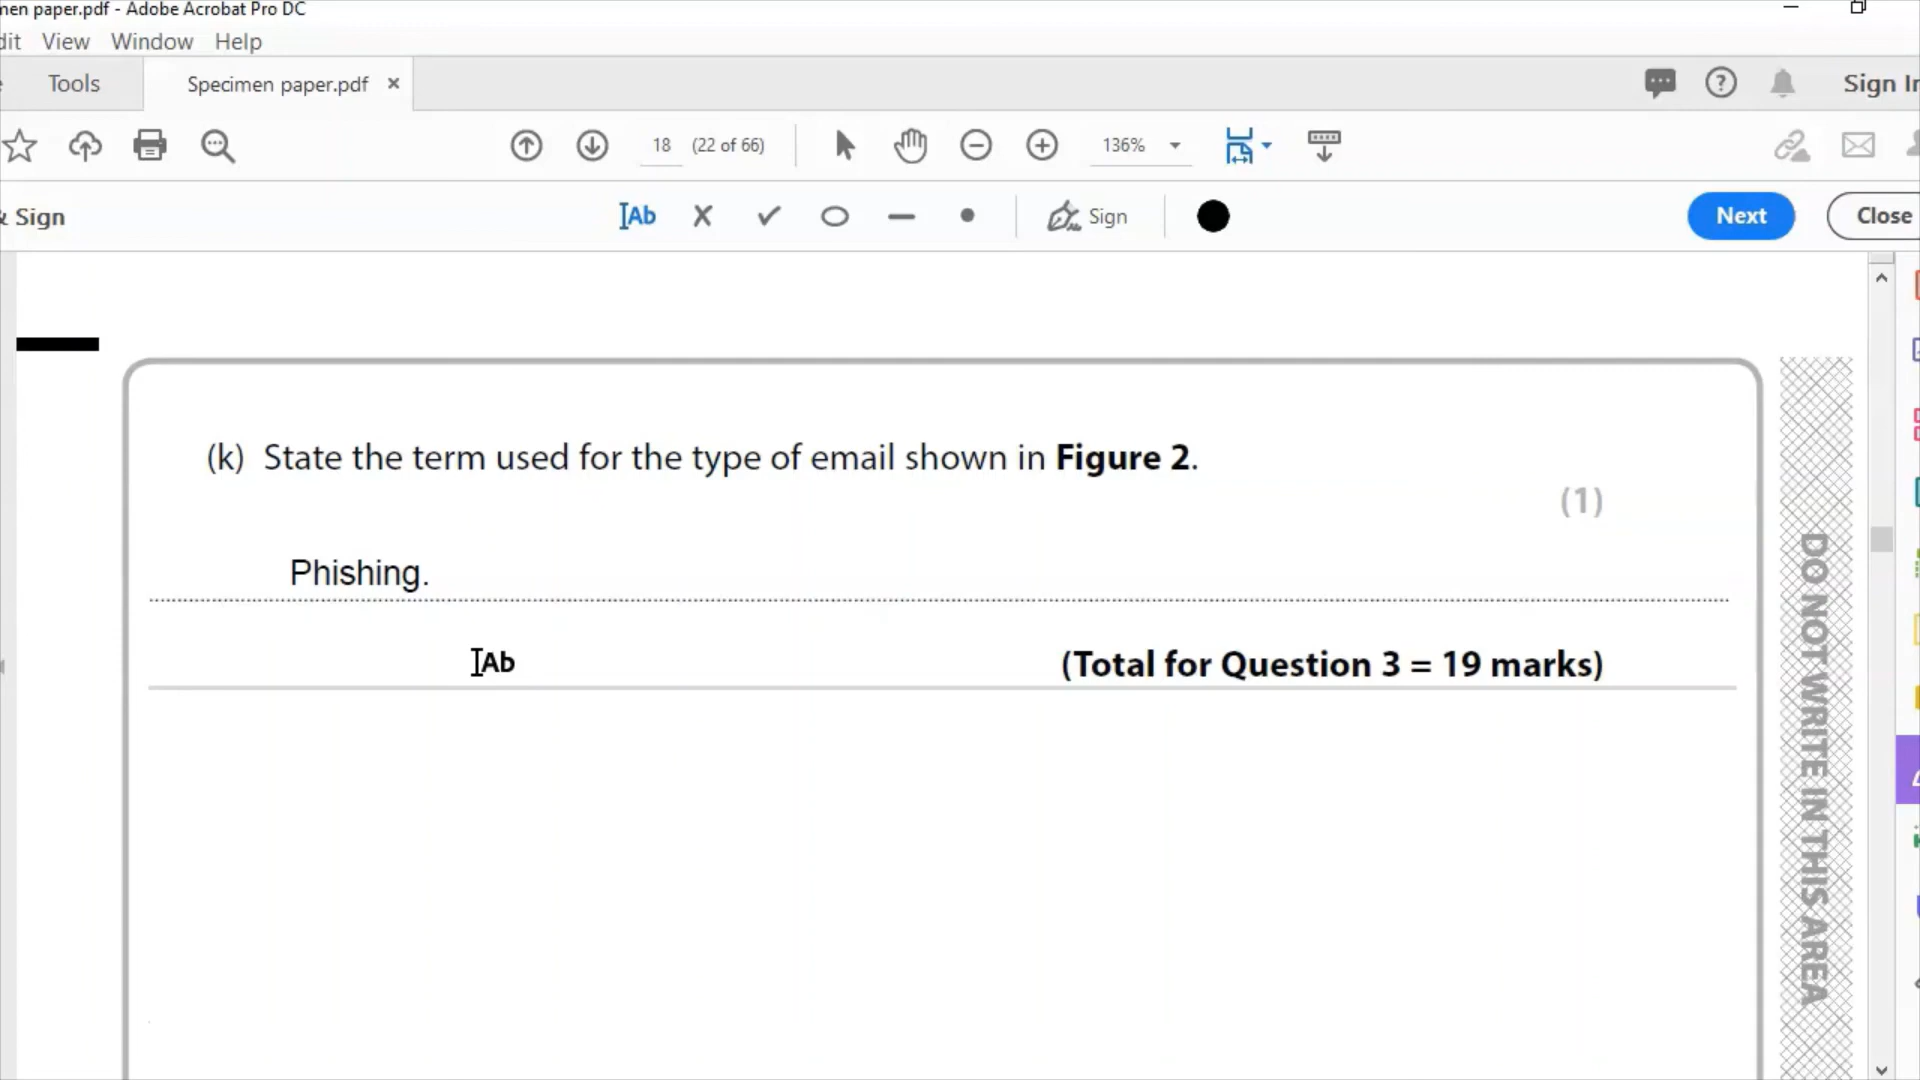 men paper.pdf - Adobe Acrobat Pro DC
dit View Window Help
Tools Specimen paper.pdf × Sign In
18 (22 of 66) 136%
& Sign Ab Sign Next Close
(k) State the term used for the type of email shown in Figure 2.
(1)
Phishing.
Ab (Total for Question 3 = 19 marks)
DO NOT WRITE IN THIS AREA